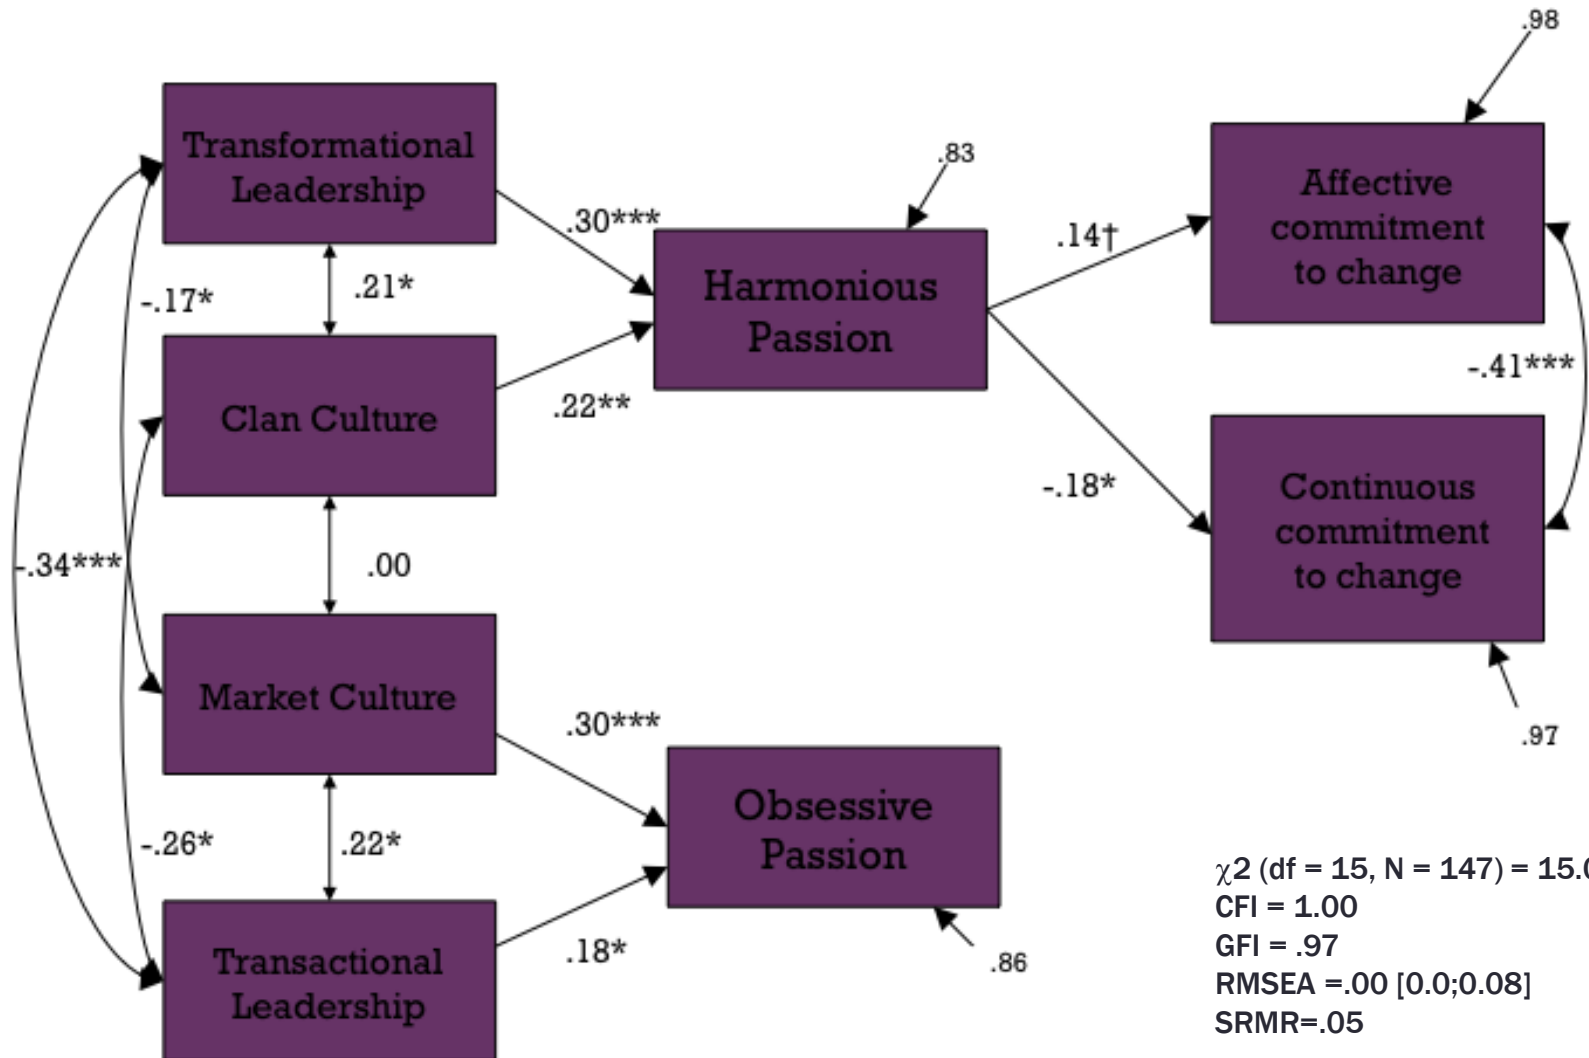 .98
Transformational
Leadership
.83
Affective
commitment
to change
.30***
.14†
-.17*
.21*
Harmonious
Passion
-.41***
Clan Culture
.22**
Continuous
commitment
to change
-.18*
-.34***
.00
Market Culture
.30***
.97
Obsessive
Passion
-.26*
.22*
.18*
.86
Transactional
Leadership
χ2 (df = 15, N = 147) = 15.0
CFI = 1.00
GFI = .97
RMSEA =.00 [0.0;0.08]
SRMR=.05